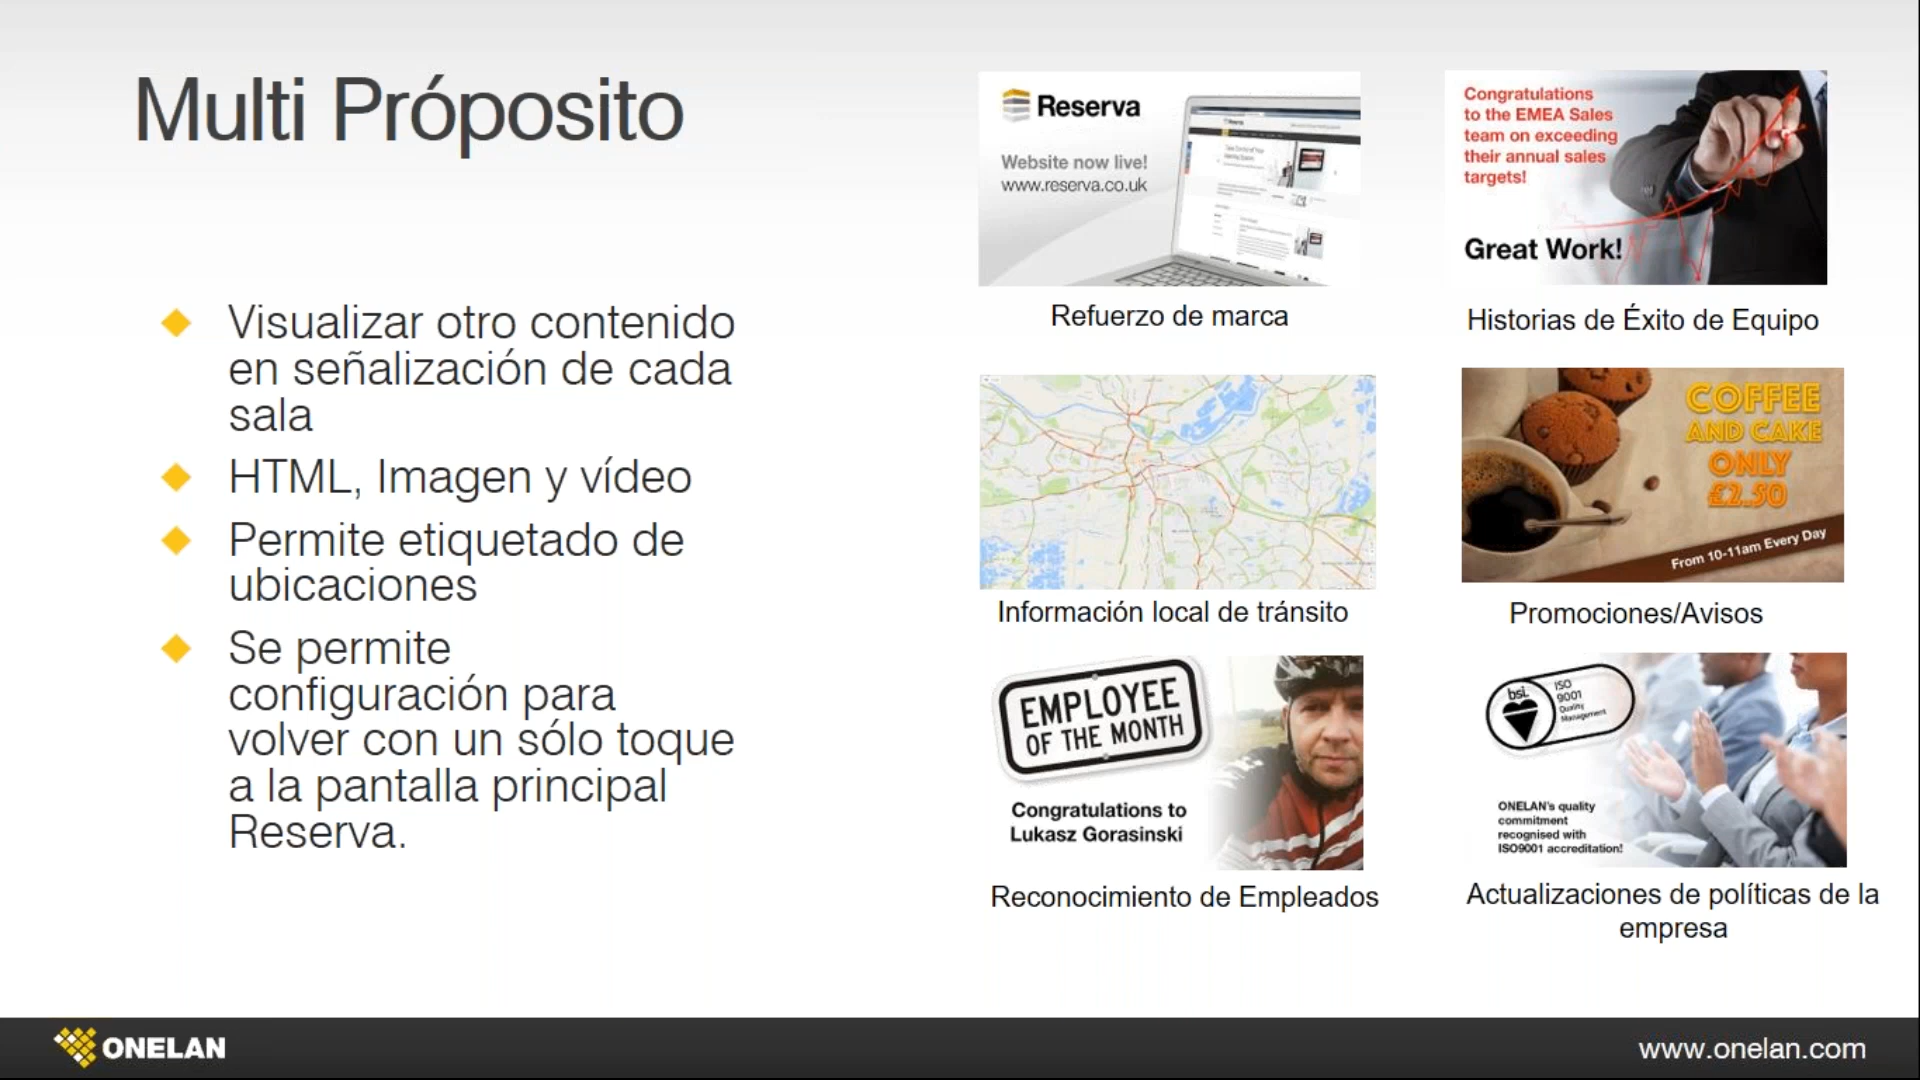 Multi Própósito
Visualizar otro contenido
en señalización de cada
sala
HTML, Imagen y vídeo
Permite etiquetado de
ubicaciones
Se permite
configuración para
volver con un sólo toque
a la pantalla principal
Reserva.
Reserva
Website now live!
www.reserva.co.uk
Refuerzo de marca
Congratulations
to the EMEA Sales
team on exceeding
their annual sales
targets!
Great Work!
Historias de Éxito de Equipo
Información local de tránsito
COFFEE
AND CAKE
ONLY
£2.50
From 10-11am Every Day
Promociones/Avisos
EMPLOYEE
OF THE MONTH
Congratulations to
Lukasz Gorasinski
Reconocimiento de Empleados
bsi.
ISO
9001
Quality
Management
ONELAN's quality
commitment
recognised with
ISO9001 accreditation!
Actualizaciones de políticas de la
empresa
ONELAN
www.onelan.com